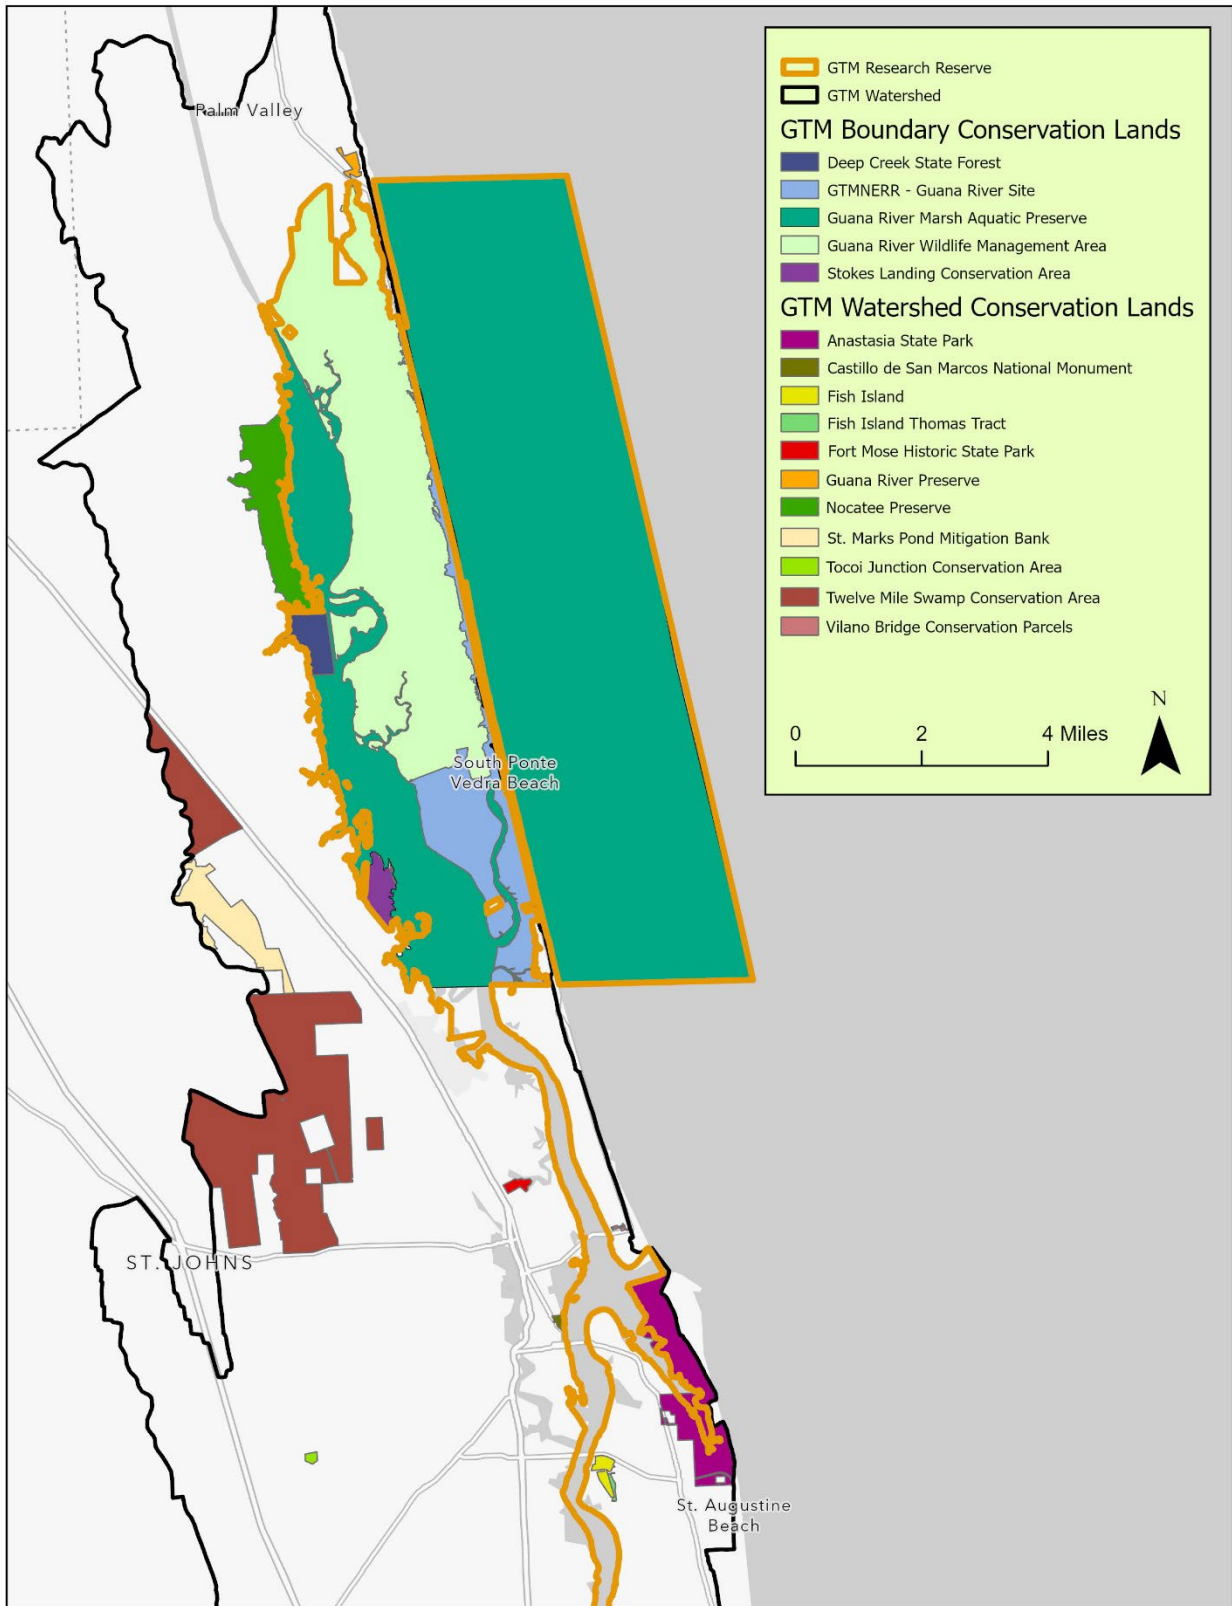 GTM Research Reserve
GTM Watershed
GTM Boundary Conservation Lands
Deep Creek State Forest
GTMNERR - Guana River Site
Guana River Marsh Aquatic Preserve
Guana River Wildlife Management Area
Stokes Landing Conservation Area
GTM Watershed Conservation Lands
Anastasia State Park
Castillo de San Marcos National Monument
Fish Island
Fish Island Thomas Tract
Fort Mose Historic State Park
Guana River Preserve
Nocatee Preserve
St. Marks Pond Mitigation Bank
Tocoi Junction Conservation Area
Twelve Mile Swamp Conservation Area
Vilano Bridge Conservation Parcels
N
0 2 4 Miles
Palm Valley
South Ponte
Vedra Beach
ST. JOHNS
St. Augustine
Beach